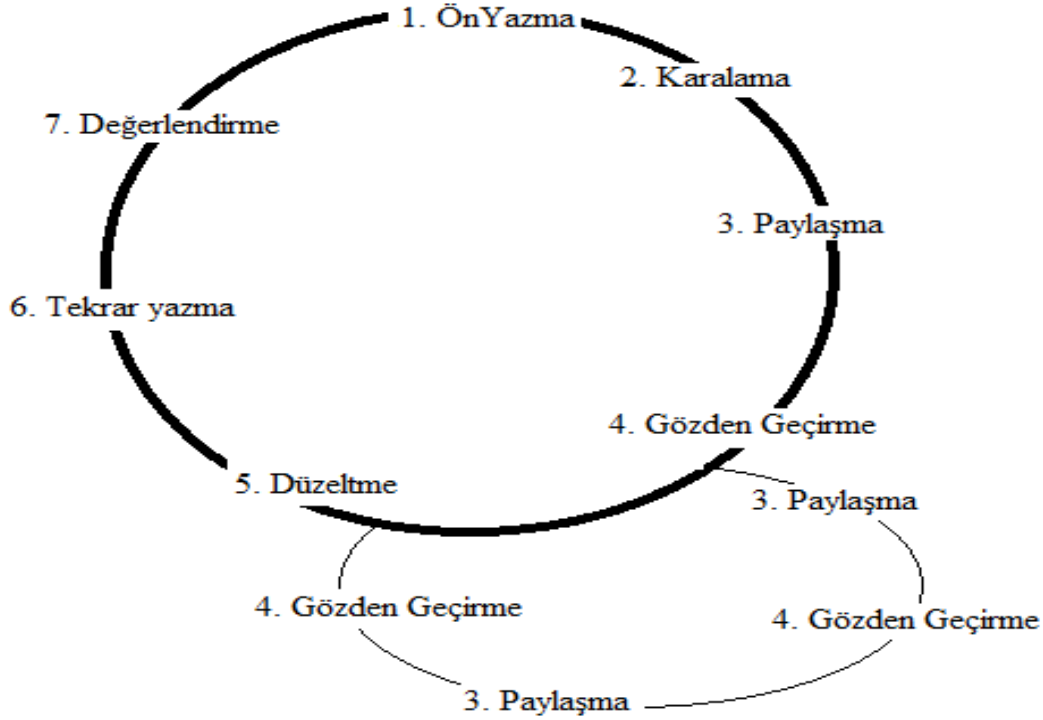 1. ÖnYazma
2. Karalama
3. Paylaşma
4. Gözden Geçirme
5. Düzeltme
6. Tekrar yazma
7. Değerlendirme
3. Paylaşma
4. Gözden Geçirme
3. Paylaşma
4. Gözden Geçirme